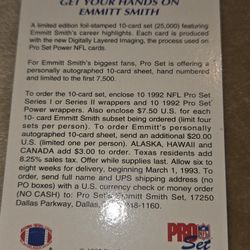 GET YOUR HANDS ON
EMMITT SMITH
A limited edition foil-stamped 10-card set (25,000) featuring
Emmitt Smith's career highlights. Each card is produced
with the new Digitally Layered Imaging, the process used on
Pro Set Power NFL cards.
For Emmitt Smith's biggest fans, Pro Set is offering a
personally autographed 10-card sheet, hand numbered
limited to the first 7,500.
To order the 10-card set, enclose 10 1992 NFL Pro Set
Series I or Series II wrappers and 10 1992 Pro Set
Power wrappers. Also enclose $7.50 U.S. for each
10-card Emmitt Smith subset being ordered (limit four
sets per person). To order Emmitt's personally
autographed 10-card sheet, send an additional $20.00
U.S. (limited one per person). ALASKA, HAWAII and
CANADA add $3.00 to order. Texas residents add
8.25% sales tax. Offer while supplies last. Allow six to
eight weeks for delivery, beginning March 1, 1993. To
order, send full name and UPS shipping address (no
PO boxes) with a U.S. currency check or money order
(NO CASH) to: Pro Set Emmitt Smith, 17250
Dallas Parkway, Dallas, 248-1160.
PRO
Set